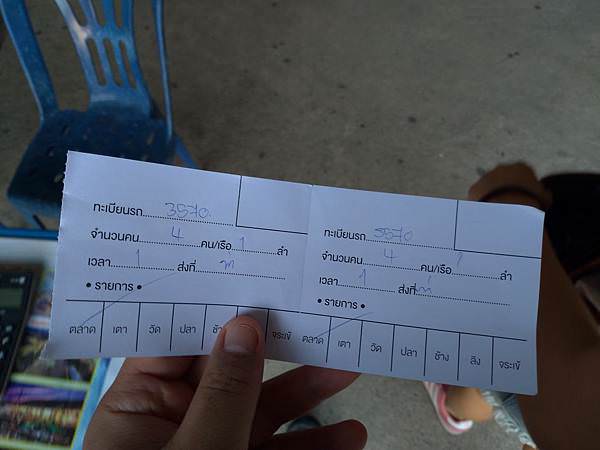 ทะเบียนรถ 3570
จำนวนคน 4 คน/เรือ 1 ลำ
เวลา 1 ส่งที่
• รายการ •
ตลาด เตา วัด ปลา ช้าง จระเข้
ทะเบียนรถ 3570
จำนวนคน 4 คน/เรือ 1 ลำ
เวลา 1 ส่งที่
• รายการ •
ตลาด เตา วัด ปลา ช้าง ลิง จระเข้